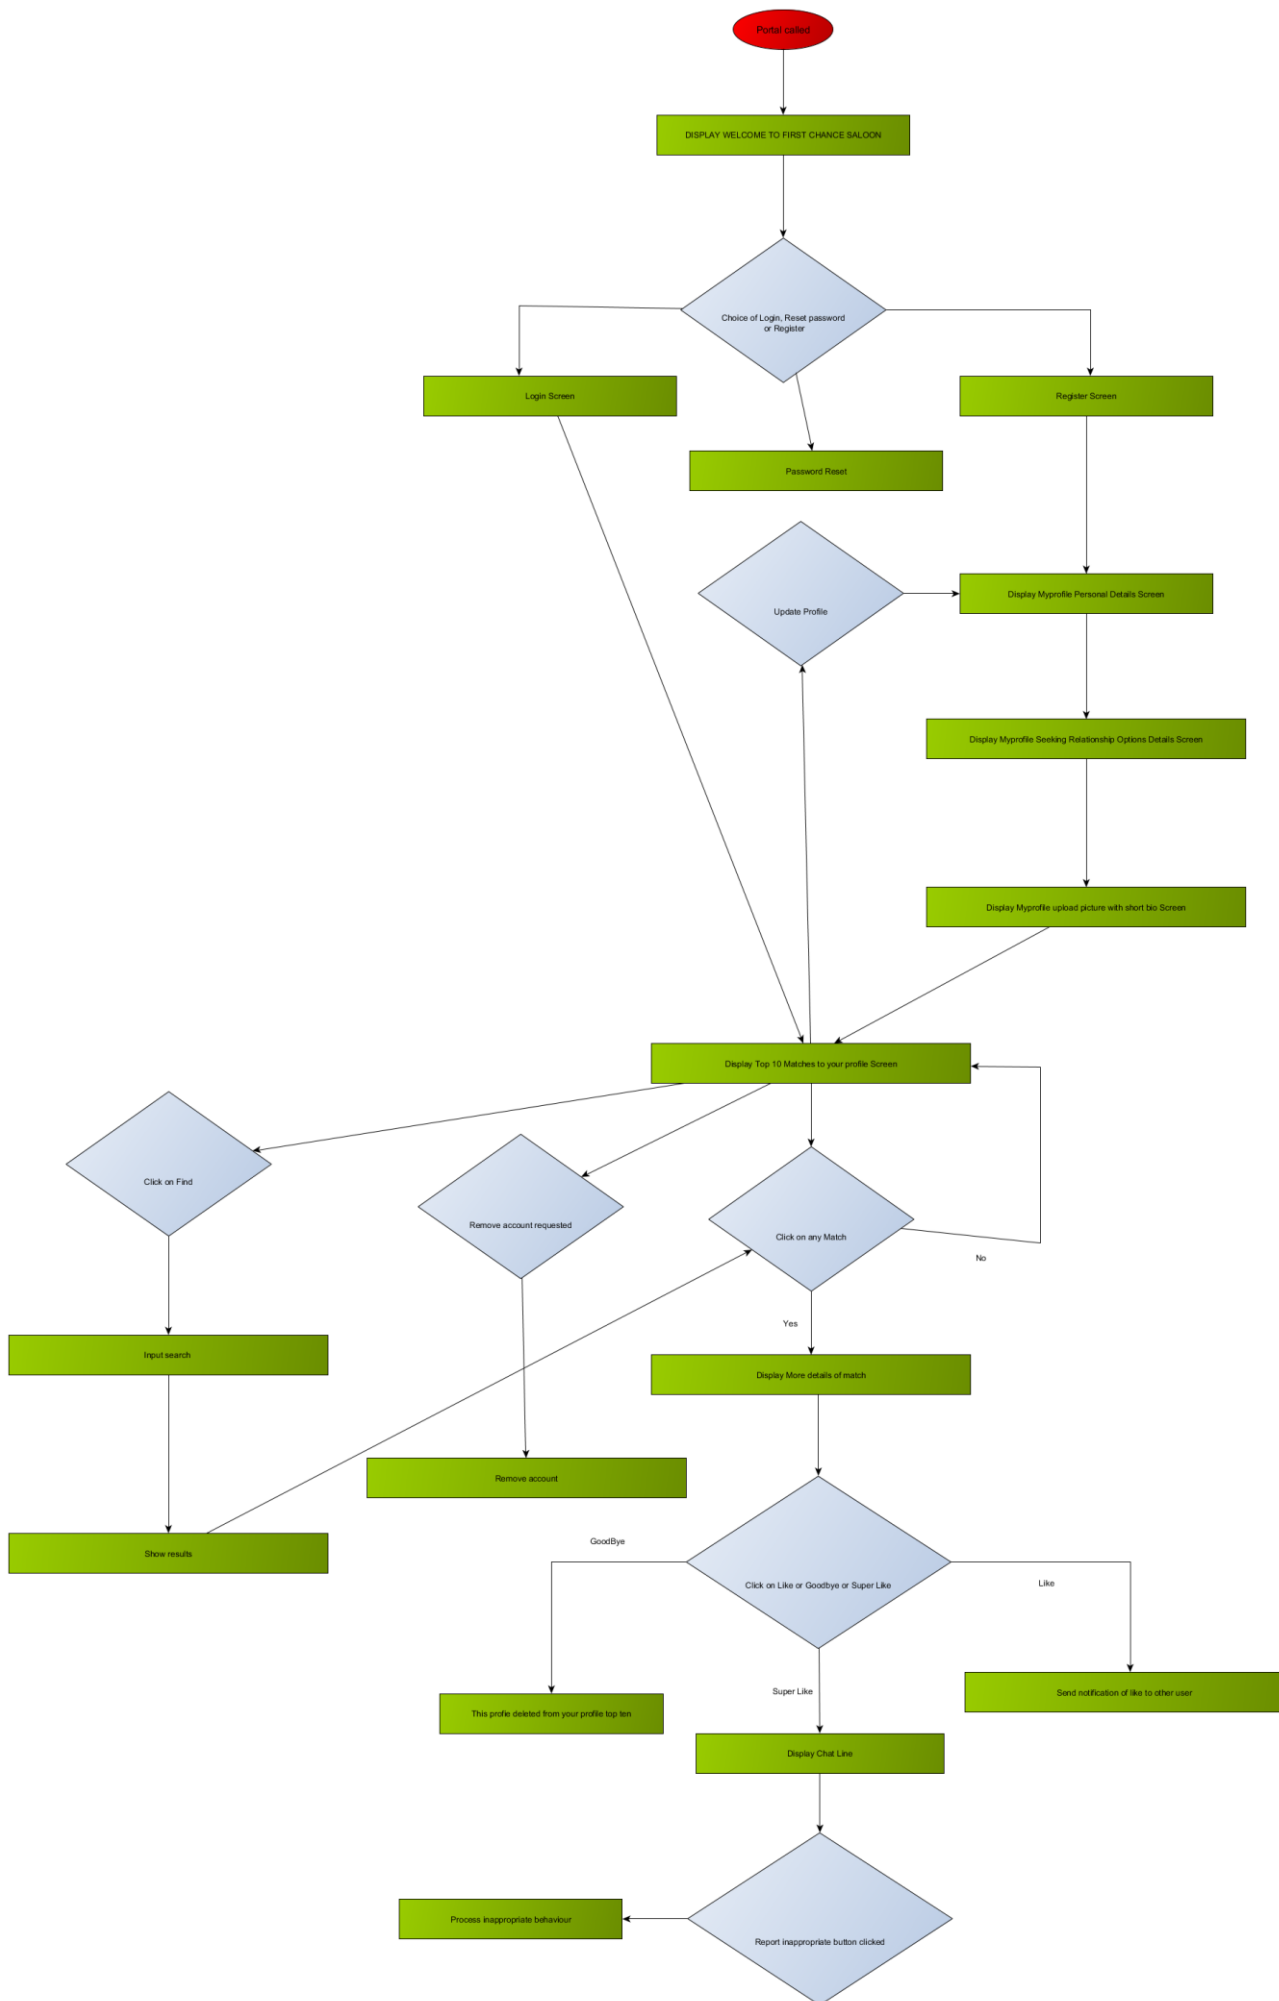 Portal called
DISPLAY WELCOME TO FIRST CHANCE SALOON
Choice of Login, Reset password
or Register
Login Screen
Register Screen
Password Reset
Update Profile
Display Myprofile Personal Details Screen
Display Myprofile Seeking Relationship Options Details Screen
Display Myprofile upload picture with short bio Screen
Display Top 10 Matches to your profile Screen
Click on Find
Remove account requested
Click on any Match
No
Yes
Input search
Display More details of match
Remove account
Show results
GoodBye
Click on Like or Goodbye or Super Like
Like
Super Like
Send notification of like to other user
This profie deleted from your profile top ten
Display Chat Line
Process inappropriate behaviour
Report inappropriate button clicked